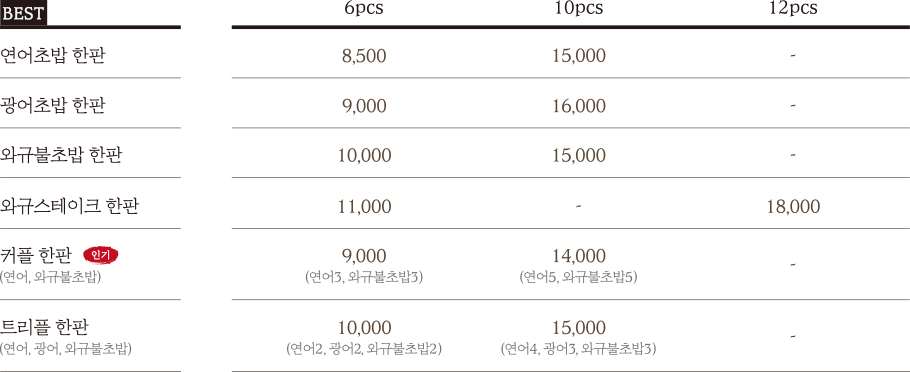 BEST 6pcs 10pcs 12pcs
연어초밥 한판 8,500 15,000 -
광어초밥 한판 9,000 16,000 -
와규불초밥 한판 10,000 15,000 -
와규스테이크 한판 11,000 - 18,000
커플 한판 인기 9,000 14,000 -
(연어, 와규불초밥) (연어3, 와규불초밥3) (연어5, 와규불초밥5)
트리플 한판 10,000 15,000 -
(연어, 광어, 와규불초밥) (연어2, 광어2, 와규불초밥2) (연어4, 광어3, 와규불초밥3)